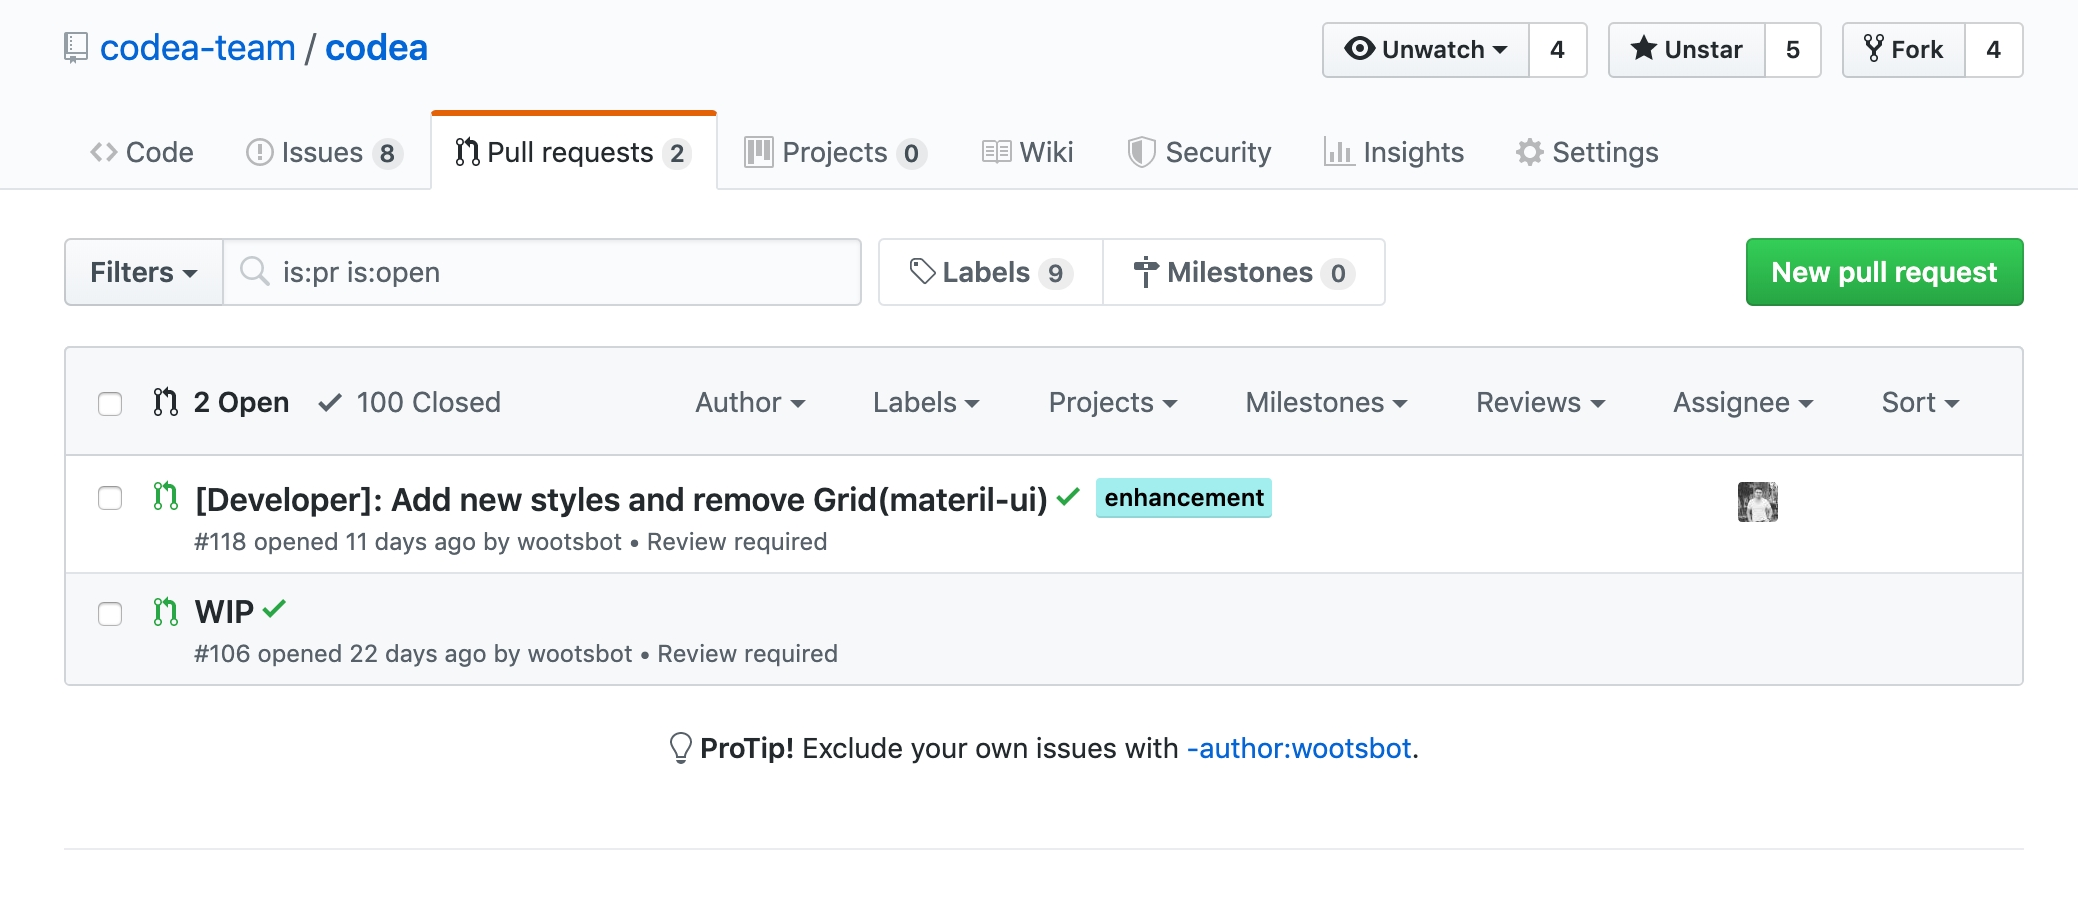 codea-team / codea
Unwatch 4 Unstar 5 Fork 4
Code Issues 8 Pull requests 2 Projects 0 Wiki Security Insights Settings
Filters is:pr is:open Labels 9 Milestones 0 New pull request
2 Open 100 Closed Author Labels Projects Milestones Reviews Assignee Sort
[Developer]: Add new styles and remove Grid(materil-ui) enhancement
#118 opened 11 days ago by wootsbot • Review required
WIP
#106 opened 22 days ago by wootsbot • Review required
ProTip! Exclude your own issues with -author:wootsbot.